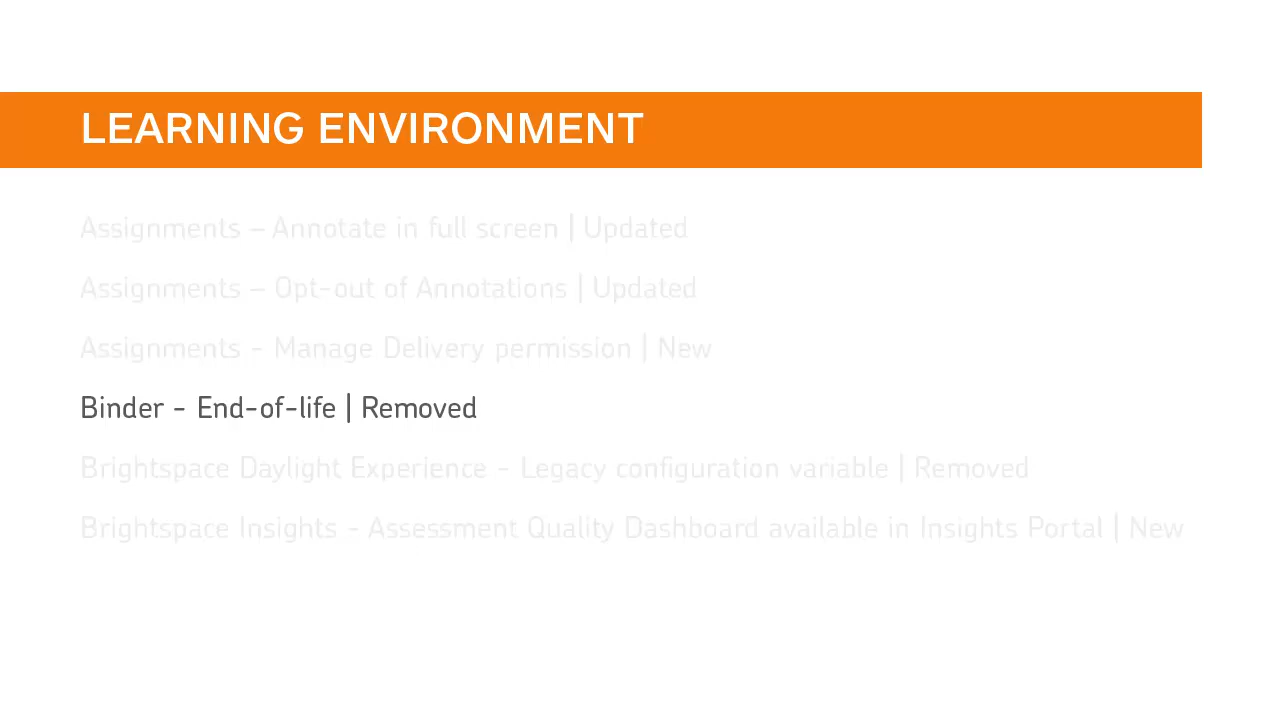 LEARNING ENVIRONMENT
Assignments – Annotate in full screen | Updated
Assignments – Opt-out of Annotations | Updated
Assignments - Manage Delivery permission | New
Binder - End-of-life | Removed
Brightspace Daylight Experience - Legacy configuration variable | Removed
Brightspace Insights - Assessment Quality Dashboard available in Insights Portal | New